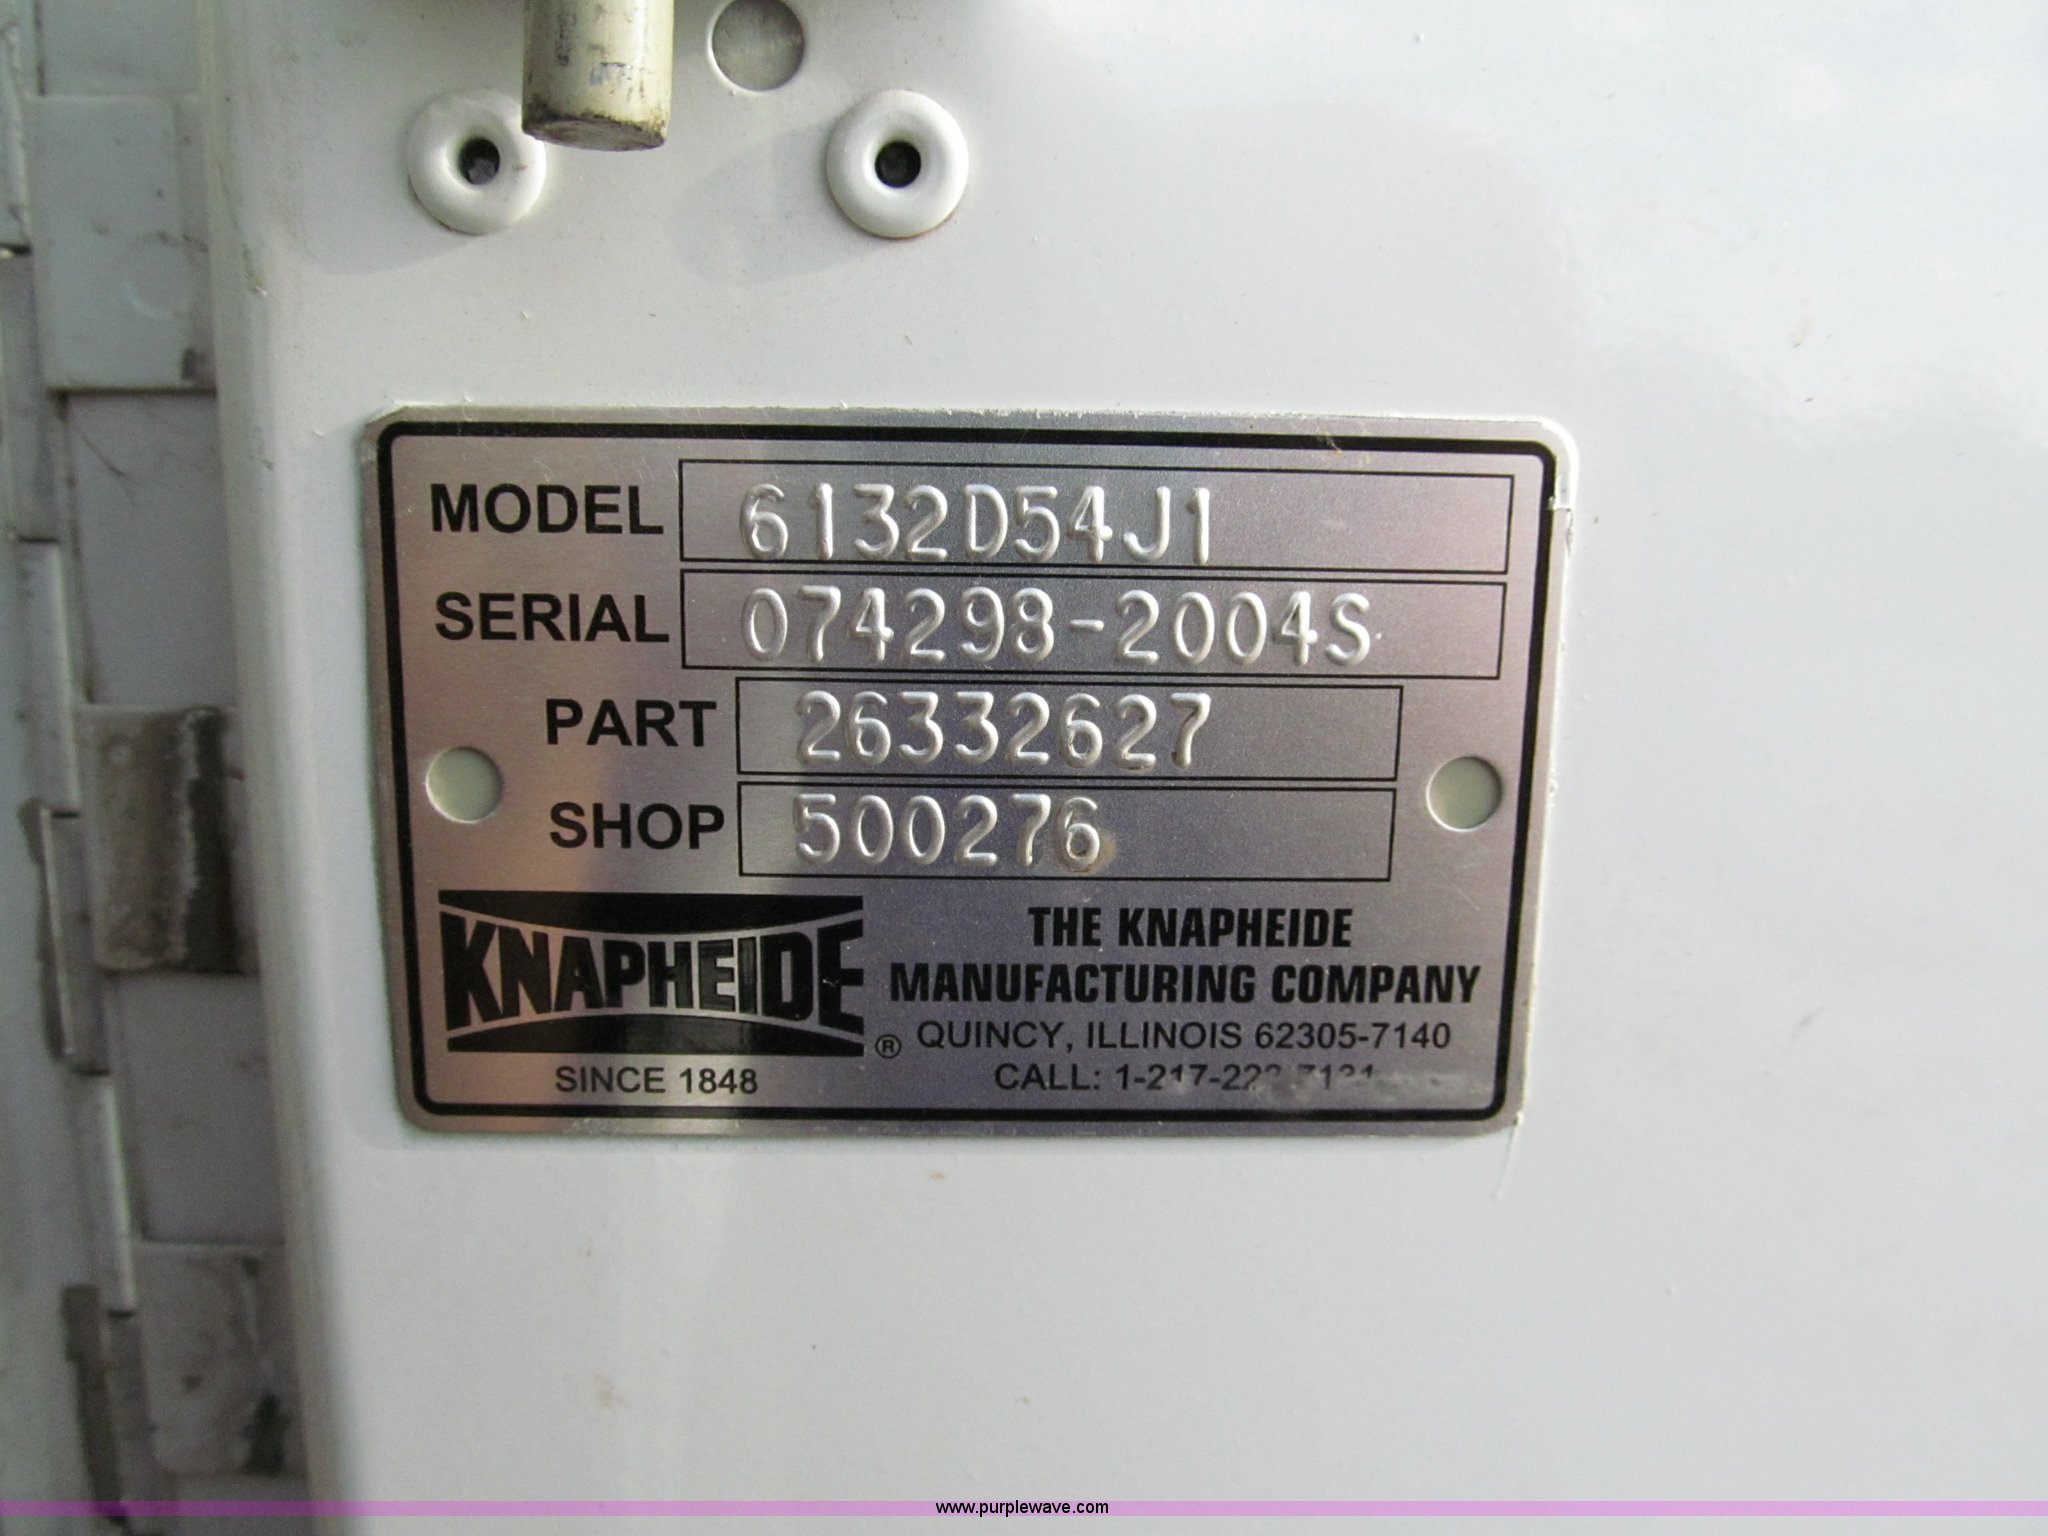 MODEL 6132D54J1
SERIAL 074298-2004S
PART 26332627
SHOP 500276
KNAPHEIDE ®
SINCE 1848
THE KNAPHEIDE
MANUFACTURING COMPANY
QUINCY, ILLINOIS 62305-7140
CALL:
www.purplewave.com